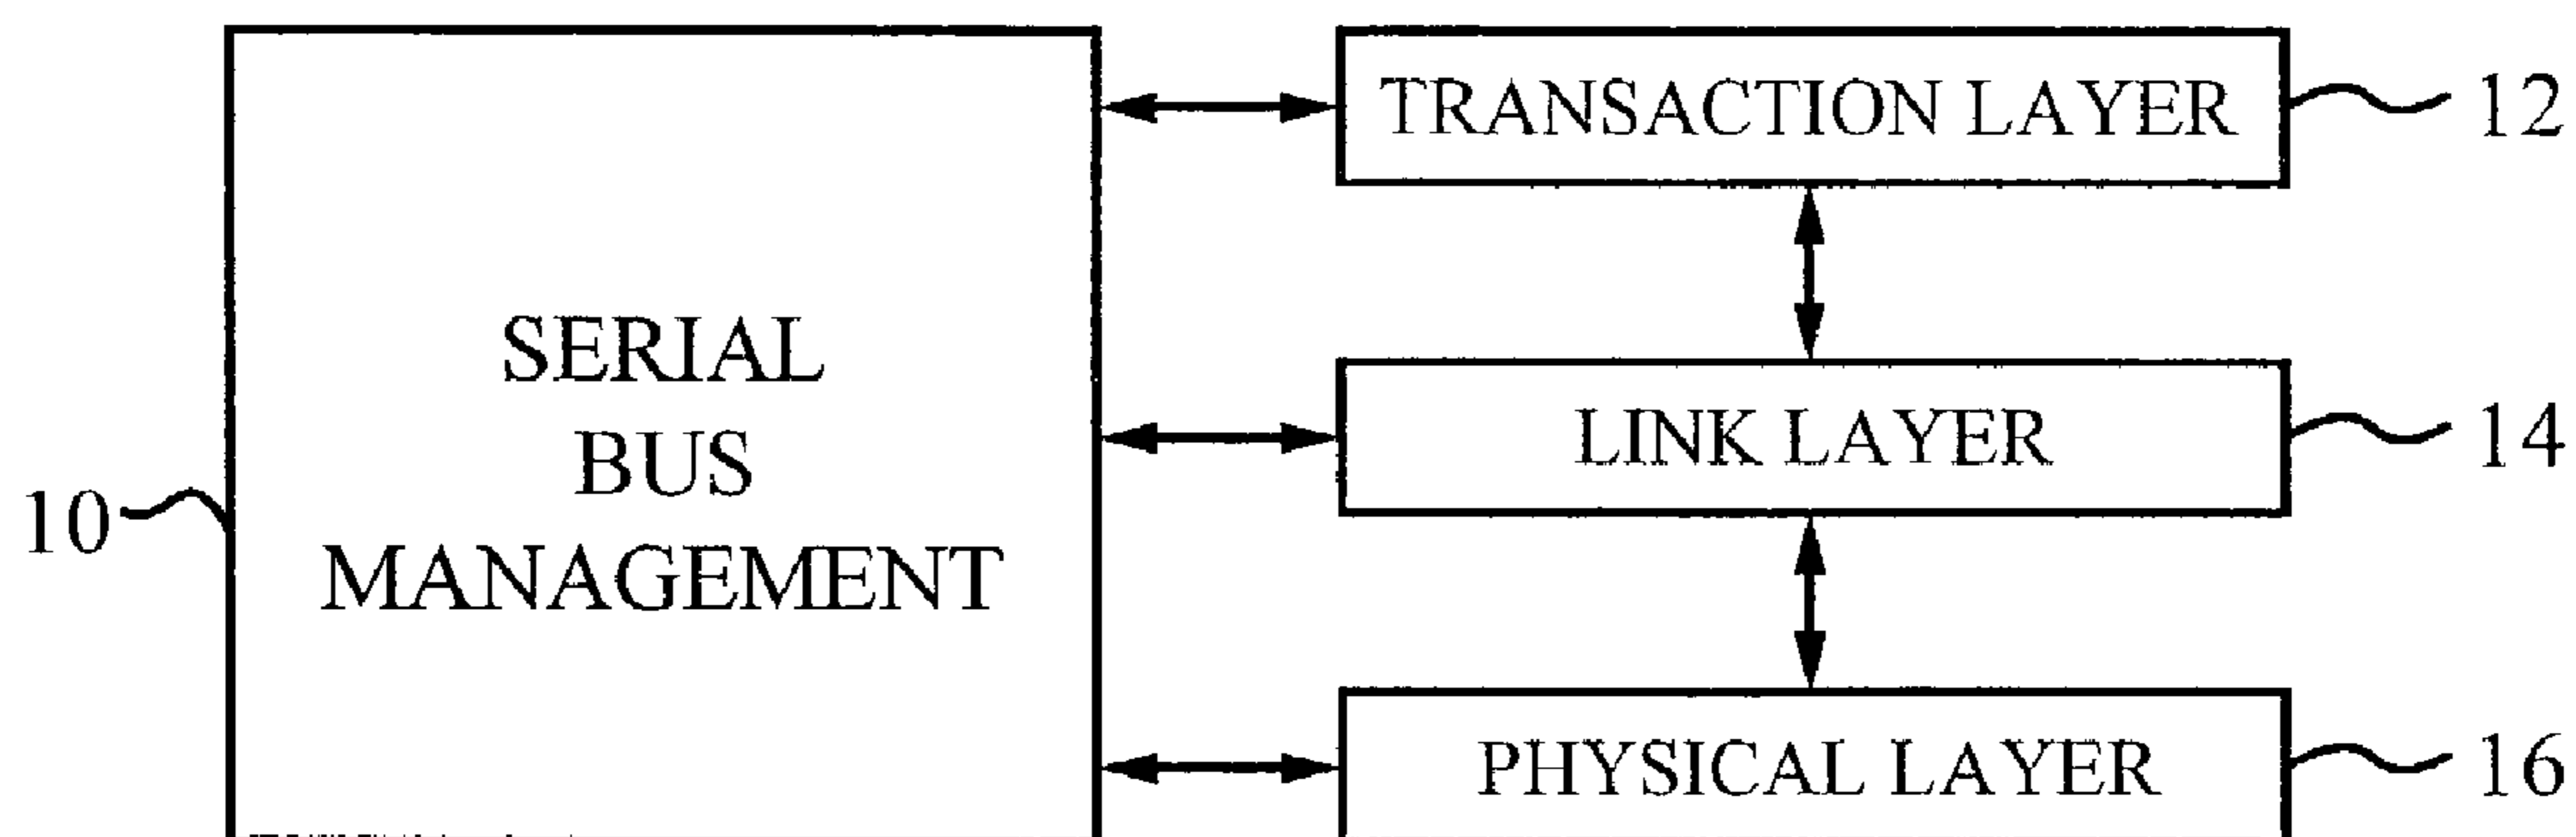 TRANSACTION LAYER
12
SERIAL
BUS
MANAGEMENT
10
LINK LAYER
14
PHYSICAL LAYER
16